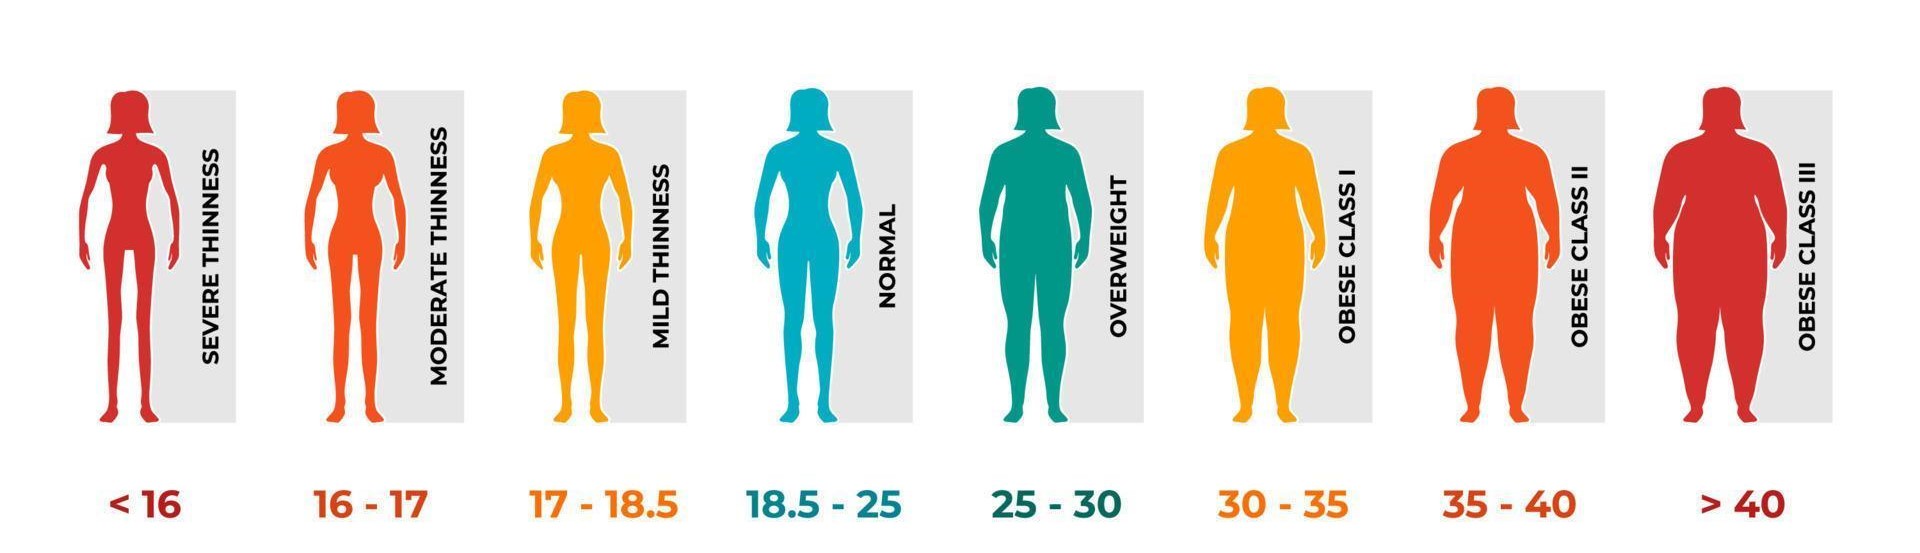 SEVERE THINNESS
MODERATE THINNESS
MILD THINNESS
NORMAL
OVERWEIGHT
OBESE CLASS I
OBESE CLASS II
OBESE CLASS III
< 16
16 - 17
17 - 18.5
18.5 - 25
25 - 30
30 - 35
35 - 40
> 40